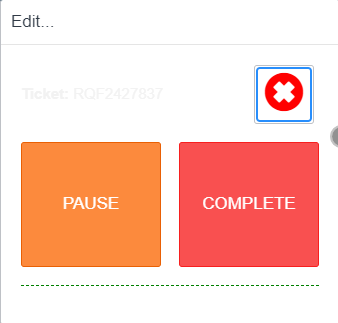 Edit...
Ticket: RQF2427837
PAUSE
COMPLETE